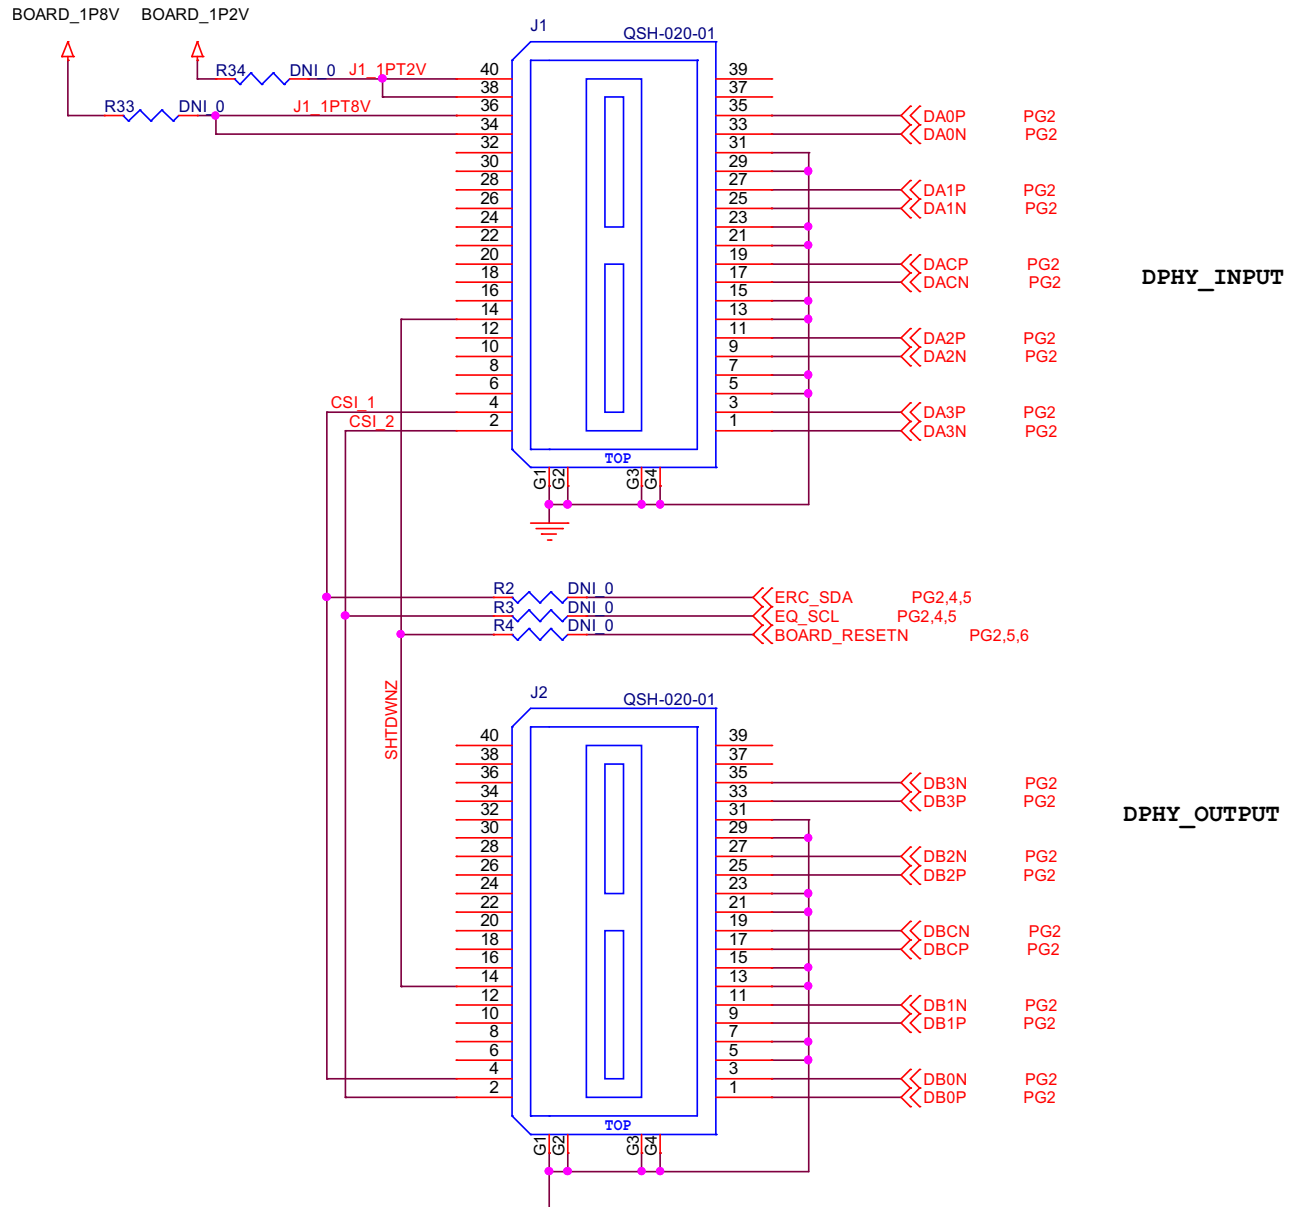 BOARD_1P8V BOARD_1P2V
J1 QSH-020-01
R34 DNI_0 J1_1PT2V 40 39
38 37
R33 DNI_0 J1_1PT8V 36 35 DA0P PG2
34 33 DA0N PG2
32 31
30 29
28 27 DA1P PG2
26 25 DA1N PG2
24 23
22 21
20 19 DACP PG2
18 17 DACN PG2
DPHY_INPUT
16 15
14 13
12 11 DA2P PG2
10 9 DA2N PG2
8 7
6 5
CSI_1 4 3 DA3P PG2
CSI_2 2 1 DA3N PG2
TOP
G1 G2 G3 G4
R2 DNI_0 ERC_SDA PG2,4,5
R3 DNI_0 EQ_SCL PG2,4,5
R4 DNI_0 BOARD_RESETN PG2,5,6
SHTDWNZ
J2 QSH-020-01
40 39
38 37
36 35 DB3N PG2
34 33 DB3P PG2
DPHY_OUTPUT
32 31
30 29
28 27 DB2N PG2
26 25 DB2P PG2
24 23
22 21
20 19 DBCN PG2
18 17 DBCP PG2
16 15
14 13
12 11 DB1N PG2
10 9 DB1P PG2
8 7
6 5
4 3 DB0N PG2
2 1 DB0P PG2
TOP
G1 G2 G3 G4